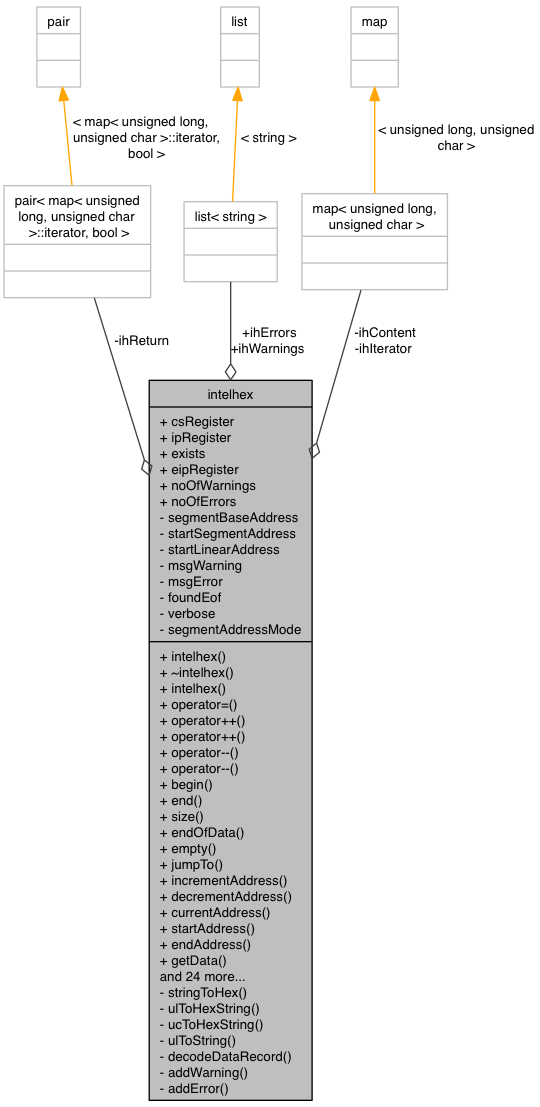 pair
list
map
< map< unsigned long,
unsigned char >::iterator,
bool >
< string >
< unsigned long, unsigned
char >
pair< map< unsigned
long, unsigned char
>::iterator, bool >
list< string >
map< unsigned long,
unsigned char >
-ihReturn
+ihErrors
+ihWarnings
-ihContent
-ihIterator
intelhex
+ csRegister
+ ipRegister
+ exists
+ eipRegister
+ noOfWarnings
+ noOfErrors
- segmentBaseAddress
- startSegmentAddress
- startLinearAddress
- msgWarning
- msgError
- foundEof
- verbose
- segmentAddressMode
+ intelhex()
+ ~intelhex()
+ intelhex()
+ operator=()
+ operator++()
+ operator++()
+ operator--()
+ operator--()
+ begin()
+ end()
+ size()
+ endOfData()
+ empty()
+ jumpTo()
+ incrementAddress()
+ decrementAddress()
+ currentAddress()
+ startAddress()
+ endAddress()
+ getData()
and 24 more...
- stringToHex()
- ulToHexString()
- ucToHexString()
- ulToString()
- decodeDataRecord()
- addWarning()
- addError()